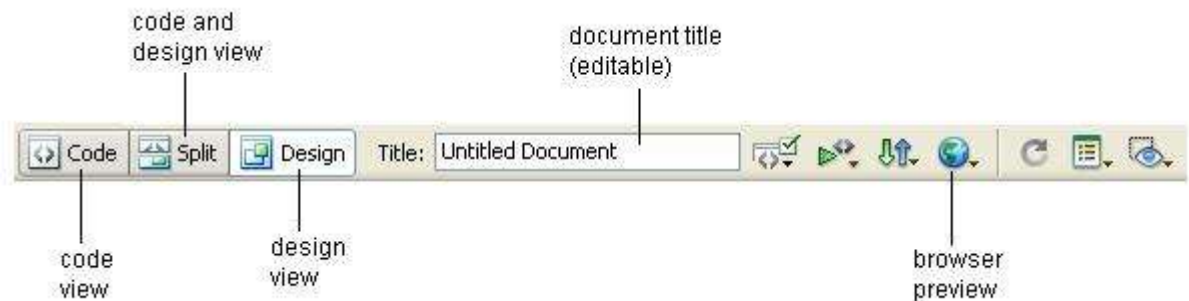 code and
design view
document title
(editable)
Code Split Design Title: Untitled Document
code
view
design
view
browser
preview